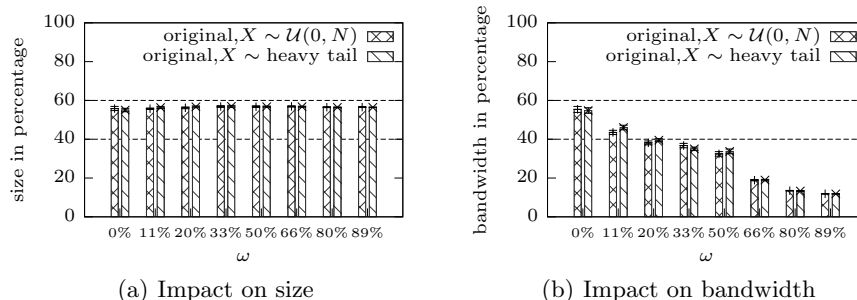 100
80
60
40
20
0
size in percentage
original,X ∼ U(0, N)
original,X ∼ heavy tail
0% 11% 20% 33% 50% 66% 80% 89%
ω
(a) Impact on size
100
80
60
40
20
0
bandwidth in percentage
original,X ∼ U(0, N)
original,X ∼ heavy tail
0% 11% 20% 33% 50% 66% 80% 89%
ω
(b) Impact on bandwidth